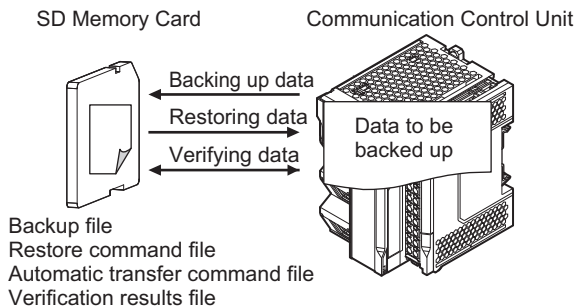 SD Memory Card
Communication Control Unit
Backing up data
Restoring data
Verifying data
Data to be
backed up
Backup file
Restore command file
Automatic transfer command file
Verification results file